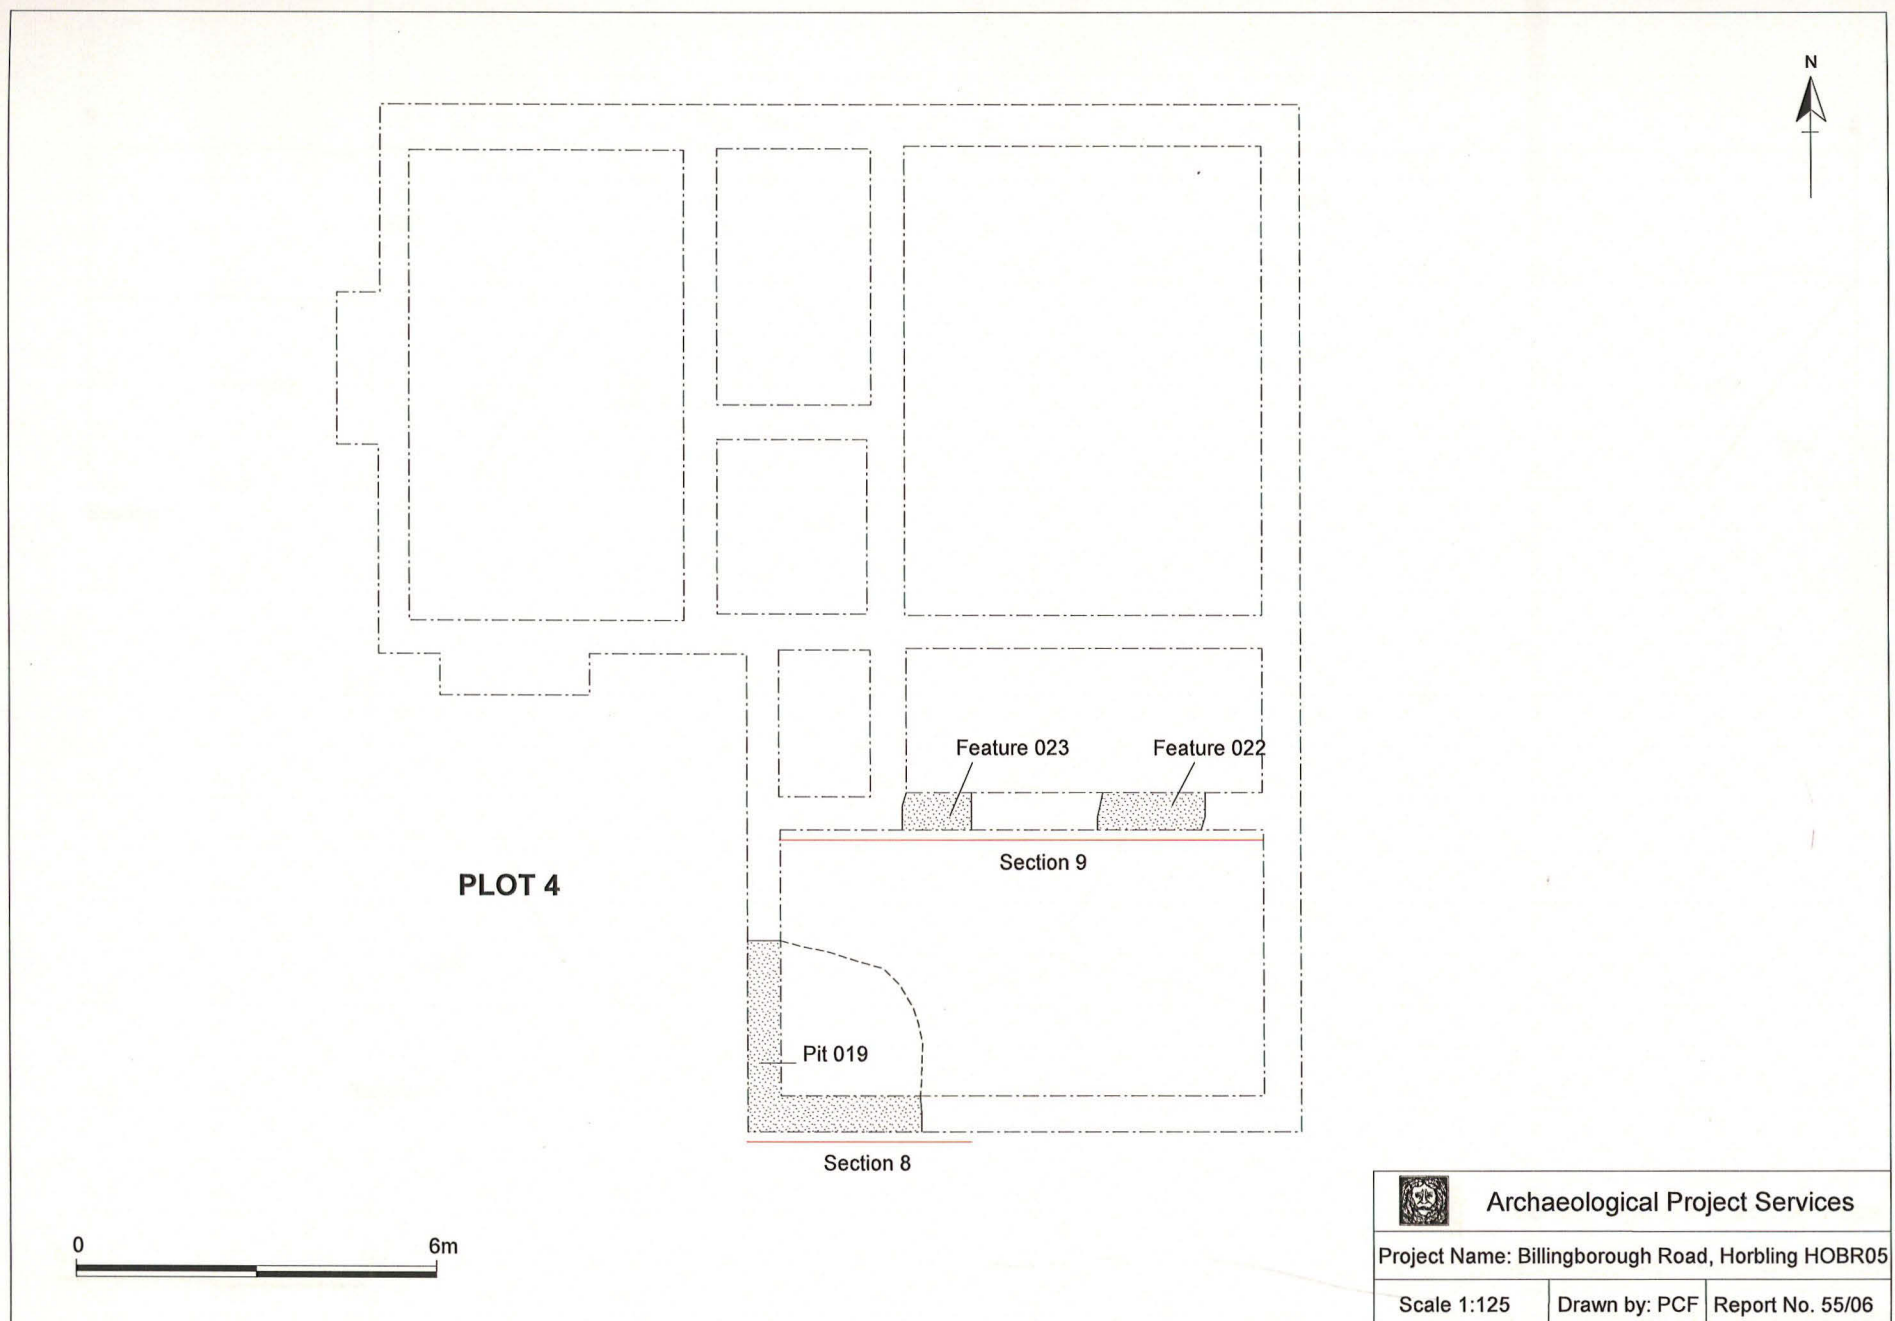 N
Feature 023
Feature 022
Section 9
PLOT 4
Pit 019
Section 8
0
6m
Archaeological Project Services
Project Name: Billingborough Road, Horbling HOBR05
Scale 1:125
Drawn by: PCF
Report No. 55/06